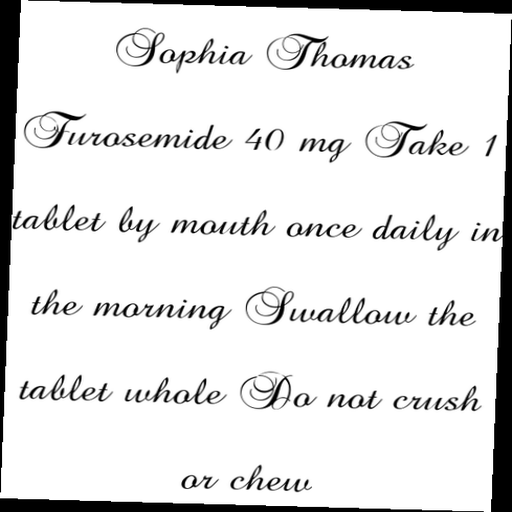 Sophia Thomas
Furosemide 40 mg Take 1
tablet by mouth once daily in
the morning Swallow the
tablet whole Do not crush
or chew